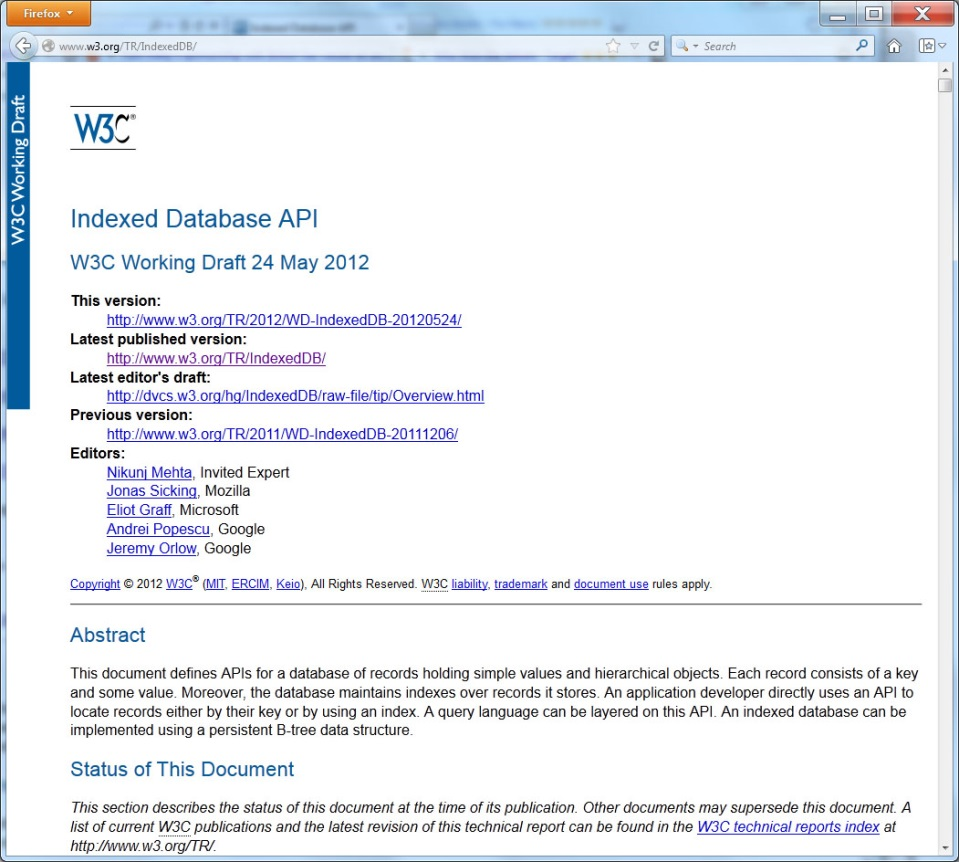 Firefox
www.w3.org/TR/IndexedDB/
Search
W3C Working Draft
W3C®
Indexed Database API
W3C Working Draft 24 May 2012
This version:
http://www.w3.org/TR/2012/WD-IndexedDB-20120524/
Latest published version:
http://www.w3.org/TR/IndexedDB/
Latest editor's draft:
http://dvcs.w3.org/hg/IndexedDB/raw-file/tip/Overview.html
Previous version:
http://www.w3.org/TR/2011/WD-IndexedDB-20111206/
Editors:
Nikunj Mehta, Invited Expert
Jonas Sicking, Mozilla
Eliot Graff, Microsoft
Andrei Popescu, Google
Jeremy Orlow, Google
Copyright © 2012 W3C® (MIT, ERCIM, Keio), All Rights Reserved. W3C liability, trademark and document use rules apply.
Abstract
This document defines APIs for a database of records holding simple values and hierarchical objects. Each record consists of a key
and some value. Moreover, the database maintains indexes over records it stores. An application developer directly uses an API to
locate records either by their key or by using an index. A query language can be layered on this API. An indexed database can be
implemented using a persistent B-tree data structure.
Status of This Document
This section describes the status of this document at the time of its publication. Other documents may supersede this document. A
list of current W3C publications and the latest revision of this technical report can be found in the W3C technical reports index at
http://www.w3.org/TR/.